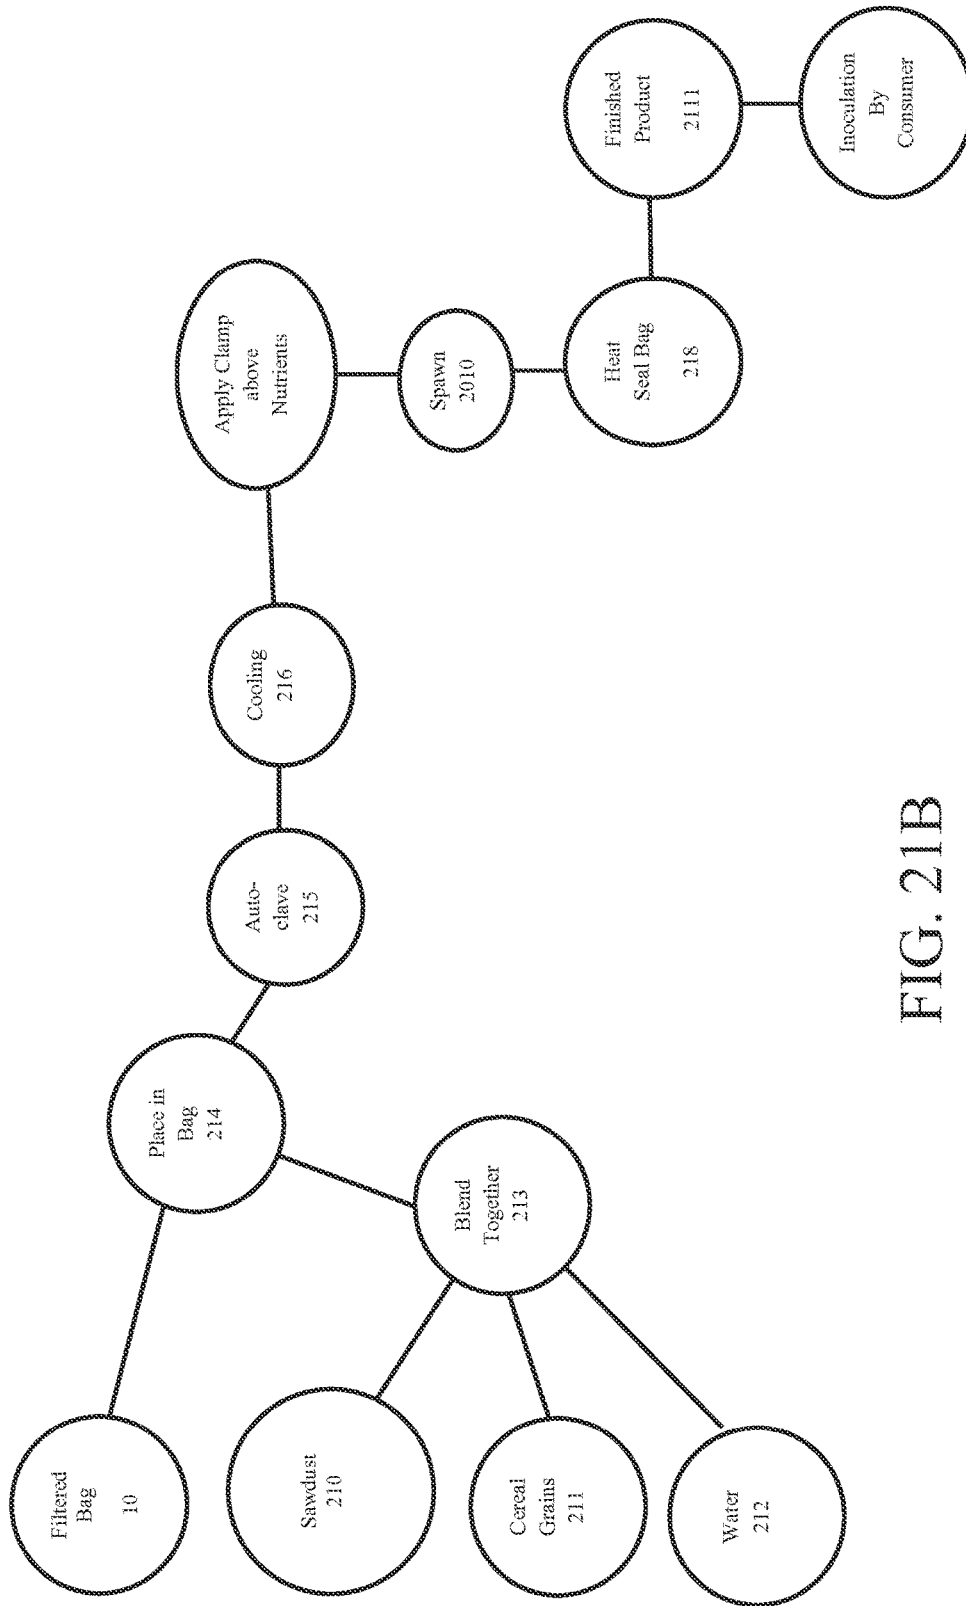 Filtered
Bag
10
Sawdust
210
Cereal
Grains
211
Water
212
Blend
Together
213
Place in
Bag
214
Auto-
clave
215
Cooling
216
Apply Clamp
above
Nutrients
Spawn
2010
Heat
Seal Bag
218
Finished
Product
2111
Inoculation
By
Consumer
FIG. 21B